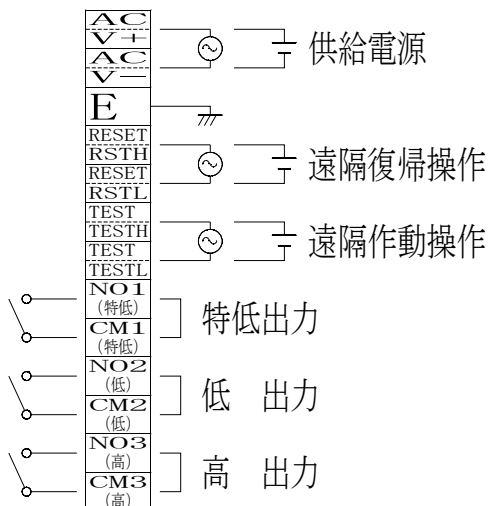 AC
V+
AC
V−
供給電源
E
RESET
RSTH
RESET
RSTL
遠隔復帰操作
TEST
TESTH
TEST
TESTL
遠隔作動操作
NO1
(特低)
CM1
(特低)
特低出力
NO2
(低)
CM2
(低)
低 出力
NO3
(高)
CM3
(高)
高 出力